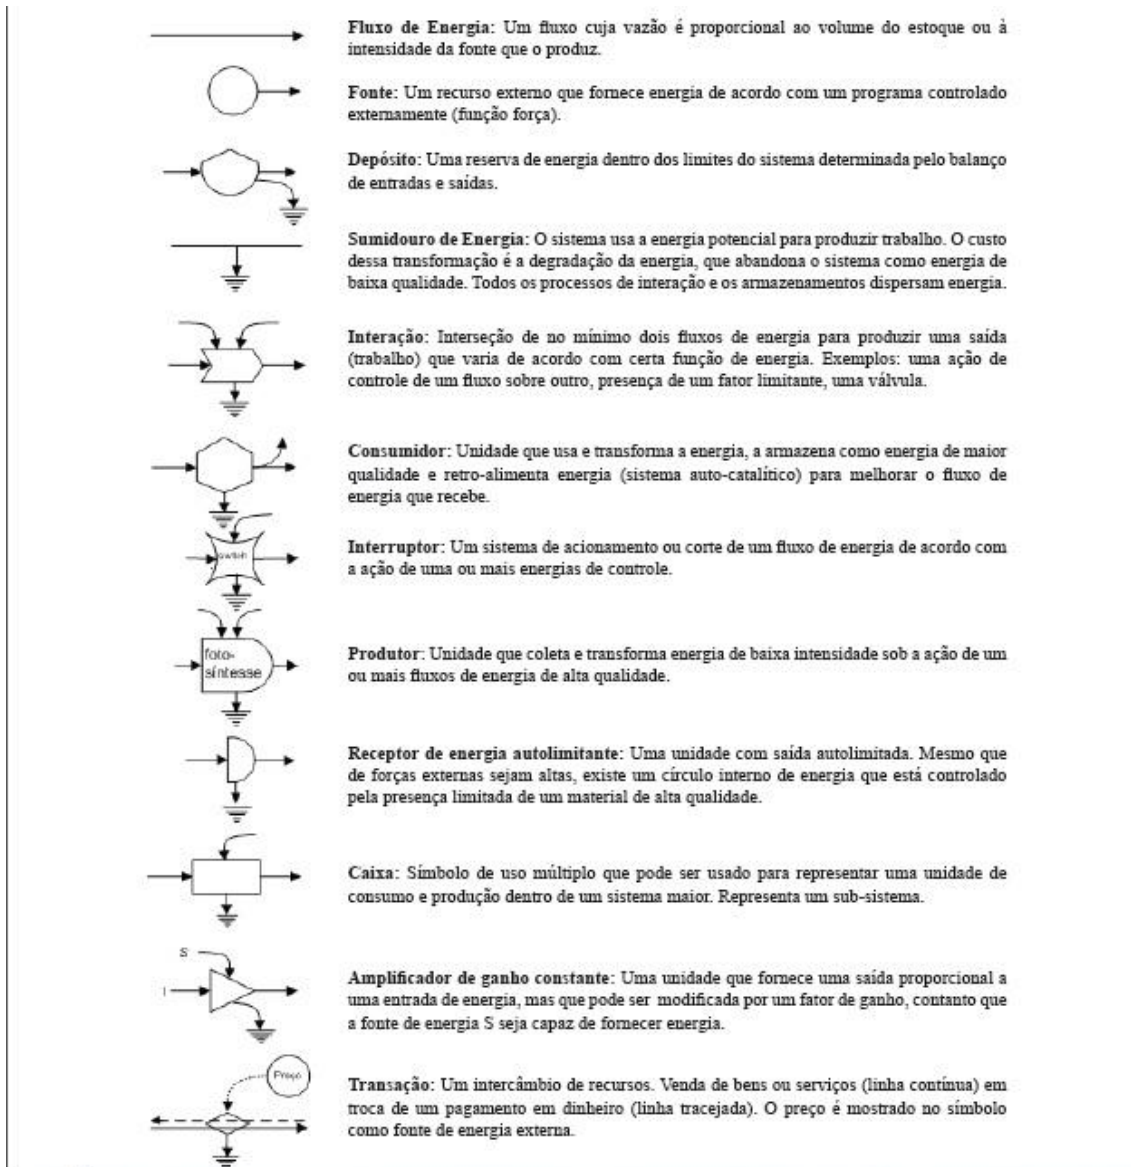 Fluxo de Energia: Um fluxo cuja vazão é proporcional ao volume do estoque ou à
intensidade da fonte que o produz.
Fonte: Um recurso externo que fornece energia de acordo com um programa controlado
externamente (função força).
Depósito: Uma reserva de energia dentro dos limites do sistema determinada pelo balanço
de entradas e saídas.
Sumidouro de Energia: O sistema usa a energia potencial para produzir trabalho. O custo
dessa transformação é a degradação da energia, que abandona o sistema como energia de
baixa qualidade. Todos os processos de interação e os armazenamentos dispersam energia.
Interação: Interseção de no mínimo dois fluxos de energia para produzir uma saída
(trabalho) que varia de acordo com certa função de energia. Exemplos: uma ação de
controle de um fluxo sobre outro, presença de um fator limitante, uma válvula.
Consumidor: Unidade que usa e transforma a energia, a armazena como energia de maior
qualidade e retro-alimenta energia (sistema auto-catalítico) para melhorar o fluxo de
energia que recebe.
switch
Interruptor: Um sistema de acionamento ou corte de um fluxo de energia de acordo com
a ação de uma ou mais energias de controle.
foto-
síntesse
Produtor: Unidade que coleta e transforma energia de baixa intensidade sob a ação de um
ou mais fluxos de energia de alta qualidade.
Receptor de energia autolimitante: Uma unidade com saída autolimitada. Mesmo que
de forças externas sejam altas, existe um círculo interno de energia que está controlado
pela presença limitada de um material de alta qualidade.
Caixa: Símbolo de uso múltiplo que pode ser usado para representar uma unidade de
consumo e produção dentro de um sistema maior. Representa um sub-sistema.
S
I
Amplificador de ganho constante: Uma unidade que fornece uma saída proporcional a
uma entrada de energia, mas que pode ser modificada por um fator de ganho, contanto que
a fonte de energia S seja capaz de fornecer energia.
Preço
Transação: Um intercâmbio de recursos. Venda de bens ou serviços (linha contínua) em
troca de um pagamento em dinheiro (linha tracejada). O preço é mostrado no símbolo
como fonte de energia externa.